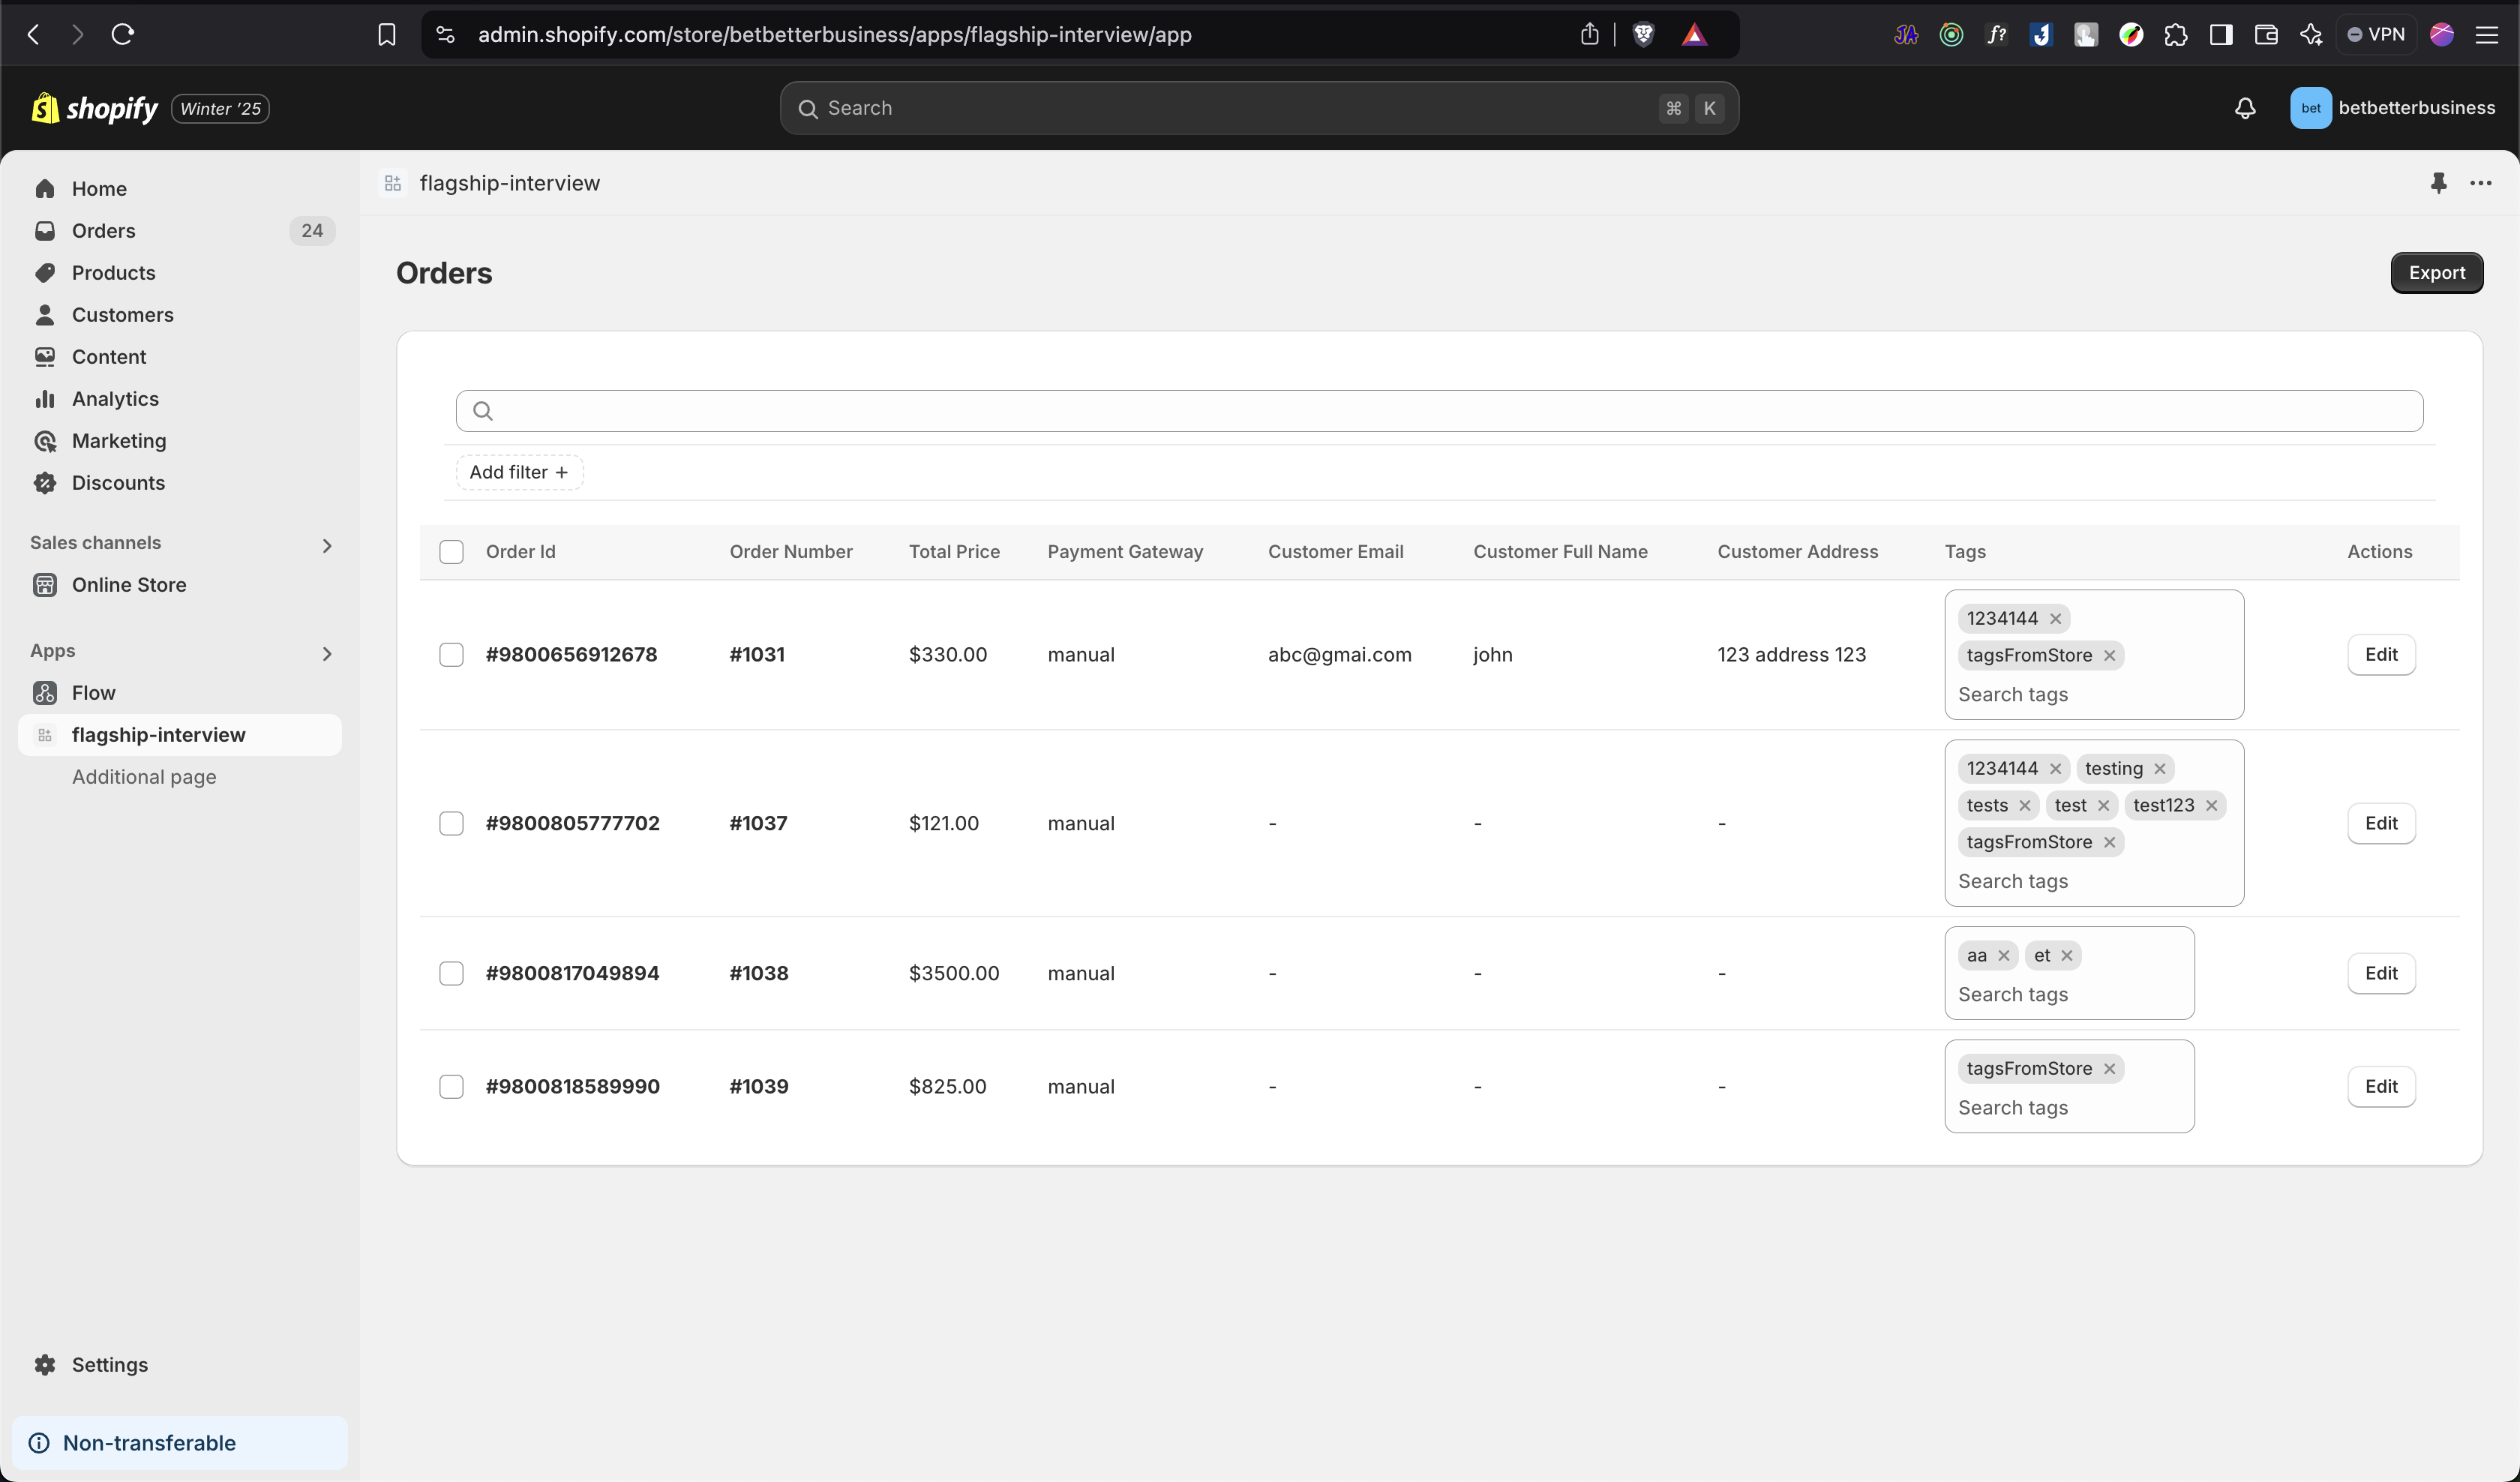 admin.shopify.com/store/betbetterbusiness/apps/flagship-interview/app
JA
f?
VPN
shopify
Winter '25
Search
⌘ K
bet
betbetterbusiness
Home
Orders
24
Products
Customers
Content
Analytics
Marketing
Discounts
Sales channels
Online Store
Apps
Flow
flagship-interview
Additional page
Settings
Non-transferable
flagship-interview
Orders
Export
Add filter +
Order Id Order Number Total Price Payment Gateway Customer Email Customer Full Name Customer Address Tags Actions
#9800656912678 #1031 $330.00 manual abc@gmai.com john 123 address 123
1234144
tagsFromStore
Search tags
Edit
#9800805777702 #1037 $121.00 manual - - -
1234144 testing
tests test test123
tagsFromStore
Search tags
Edit
#9800817049894 #1038 $3500.00 manual - - -
aa et
Search tags
Edit
#9800818589990 #1039 $825.00 manual - - -
tagsFromStore
Search tags
Edit